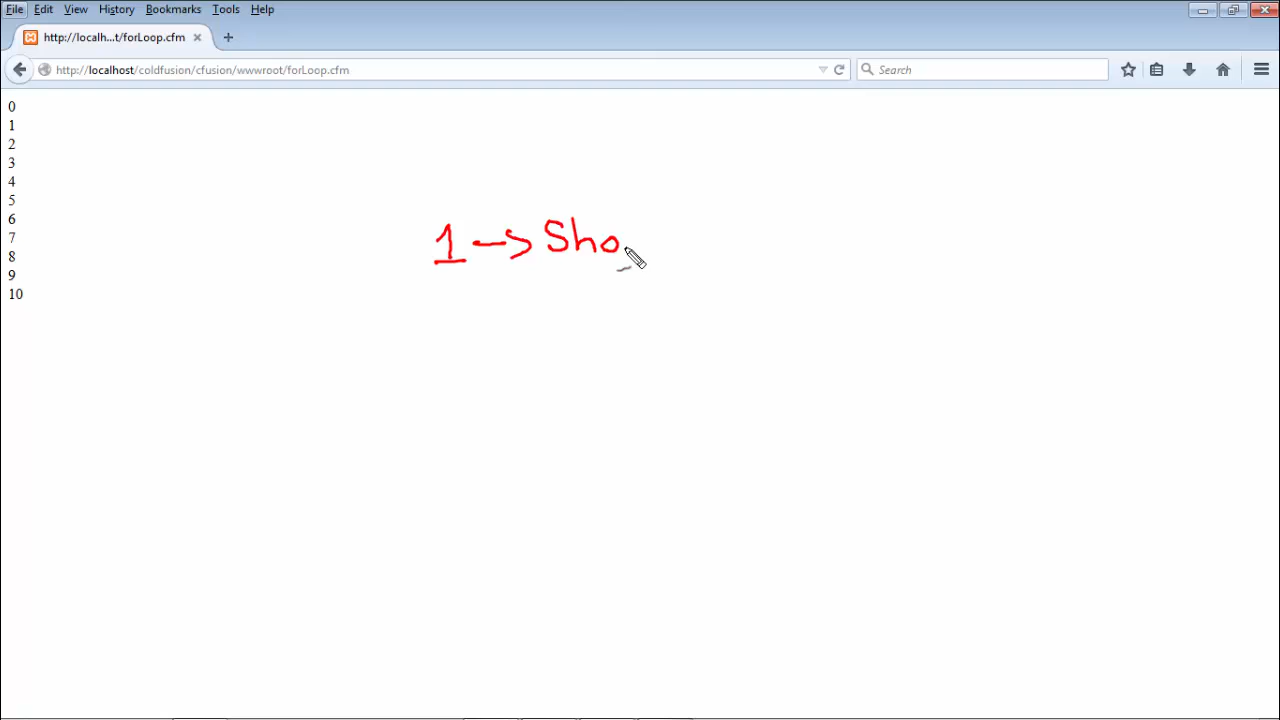 File Edit View History Bookmarks Tools Help
http://localh...t/forLoop.cfm
http://localhost/coldfusion/cfusion/wwwroot/forLoop.cfm Search
0
1
2
3
4
5
6
7
8
9
10
1 -> Sho